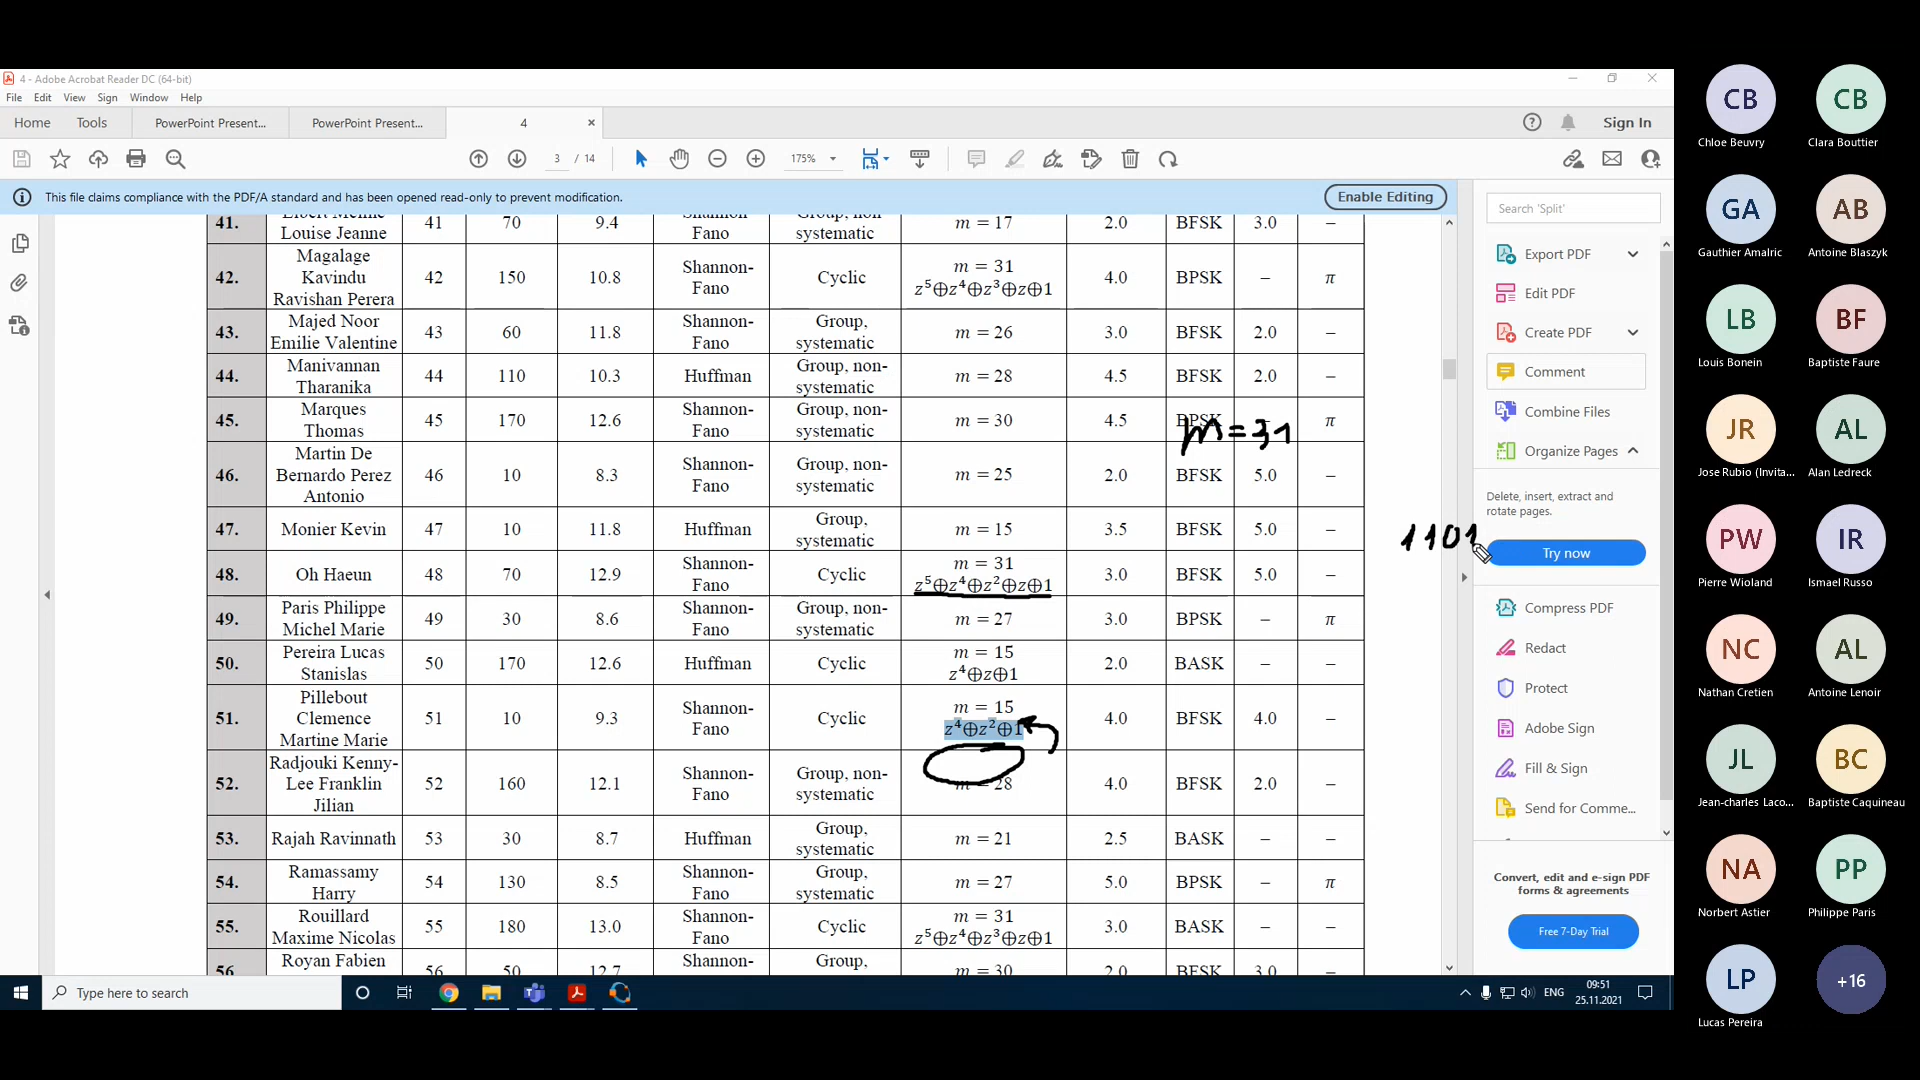 4 - Adobe Acrobat Reader DC (64-bit)
File Edit View Sign Window Help
Home Tools PowerPoint Present... PowerPoint Present... 4 × Sign In
3 / 14 175%
This file claims compliance with the PDF/A standard and has been opened read-only to prevent modification. Enable Editing
41. Louise Jeanne 41 70 9.4 Shannon-Fano Group, non-systematic m = 17 2.0 BFSK 3.0 –
42. Magalage Kavindu Ravishan Perera 42 150 10.8 Shannon-Fano Cyclic m = 31 z⁵⊕z⁴⊕z³⊕z⊕1 4.0 BPSK – π
43. Majed Noor Emilie Valentine 43 60 11.8 Shannon-Fano Group, systematic m = 26 3.0 BFSK 2.0 –
44. Manivannan Tharanika 44 110 10.3 Huffman Group, non-systematic m = 28 4.5 BFSK 2.0 –
45. Marques Thomas 45 170 12.6 Shannon-Fano Group, non-systematic m = 30 4.5 BPSK – π
m=31
46. Martin De Bernardo Perez Antonio 46 10 8.3 Shannon-Fano Group, non-systematic m = 25 2.0 BFSK 5.0 –
47. Monier Kevin 47 10 11.8 Huffman Group, systematic m = 15 3.5 BFSK 5.0 –
1101
48. Oh Haeun 48 70 12.9 Shannon-Fano Cyclic m = 31 z⁵⊕z⁴⊕z²⊕z⊕1 3.0 BFSK 5.0 –
49. Paris Philippe Michel Marie 49 30 8.6 Shannon-Fano Group, non-systematic m = 27 3.0 BPSK – π
50. Pereira Lucas Stanislas 50 170 12.6 Huffman Cyclic m = 15 z⁴⊕z⊕1 2.0 BASK – –
51. Pillebout Clemence Martine Marie 51 10 9.3 Shannon-Fano Cyclic m = 15 z⁴⊕z²⊕1 4.0 BFSK 4.0 –
52. Radjouki Kenny-Lee Franklin Jilian 52 160 12.1 Shannon-Fano Group, non-systematic m = 28 4.0 BFSK 2.0 –
53. Rajah Ravinnath 53 30 8.7 Huffman Group, systematic m = 21 2.5 BASK – –
54. Ramassamy Harry 54 130 8.5 Shannon-Fano Group, systematic m = 27 5.0 BPSK – π
55. Rouillard Maxime Nicolas 55 180 13.0 Shannon-Fano Cyclic m = 31 z⁵⊕z⁴⊕z³⊕z⊕1 3.0 BASK – –
56. Royan Fabien 56 50 12.7 Shannon- Group, m = 30 2.0 BFSK 3.0 –
Search 'Split'
Export PDF
Edit PDF
Create PDF
Comment
Combine Files
Organize Pages
Delete, insert, extract and
rotate pages.
Try now
Compress PDF
Redact
Protect
Adobe Sign
Fill & Sign
Send for Comme...
Convert, edit and e-sign PDF
forms & agreements
Free 7-Day Trial
Type here to search
ENG
09:51
25.11.2021
CB CB
Chloe Beuvry Clara Bouttier
GA AB
Gauthier Amalric Antoine Blaszyk
LB BF
Louis Bonein Baptiste Faure
JR AL
Jose Rubio (Invita... Alan Ledreck
PW IR
Pierre Wioland Ismael Russo
NC AL
Nathan Cretien Antoine Lenoir
JL BC
Jean-charles Laco... Baptiste Caquineau
NA PP
Norbert Astier Philippe Paris
LP +16
Lucas Pereira